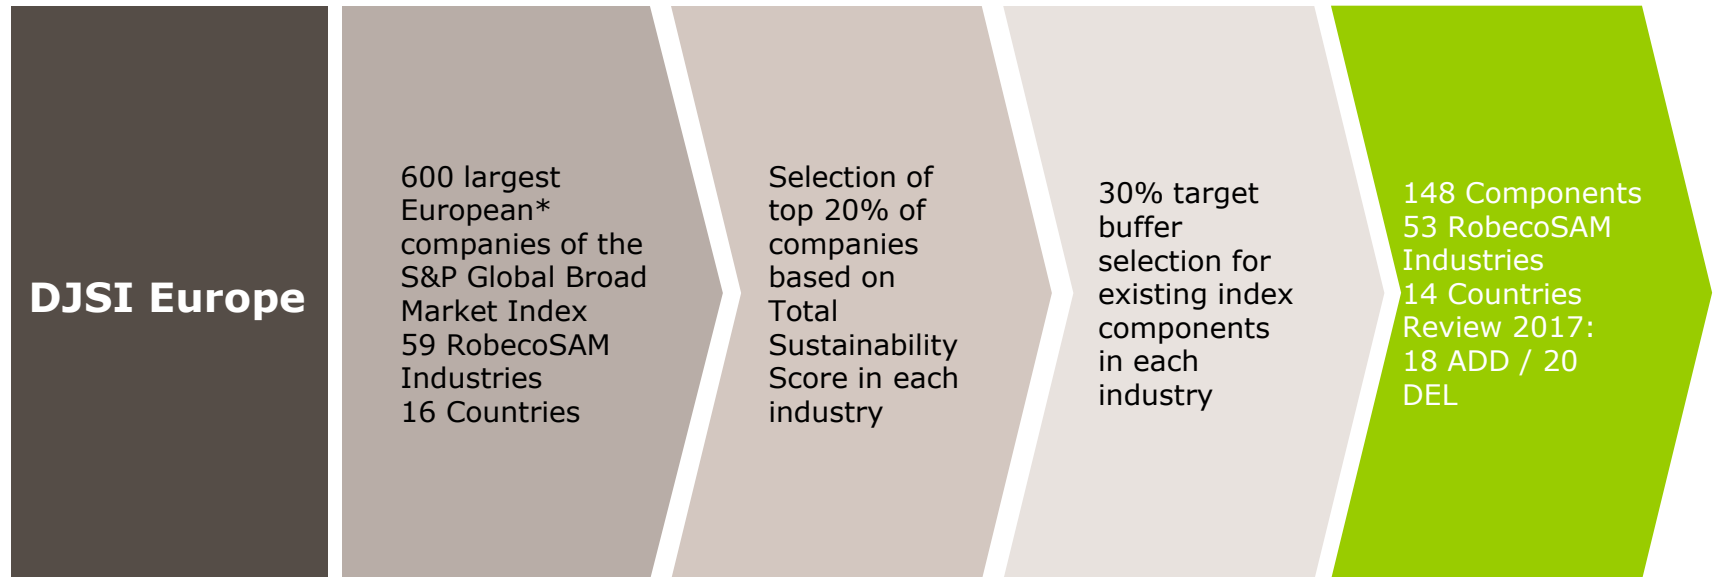 DJSI Europe
600 largest
European*
companies of the
S&P Global Broad
Market Index
59 RobecoSAM
Industries
16 Countries
Selection of
top 20% of
companies
based on
Total
Sustainability
Score in each
industry
30% target
buffer
selection for
existing index
components
in each
industry
148 Components
53 RobecoSAM
Industries
14 Countries
Review 2017:
18 ADD / 20
DEL